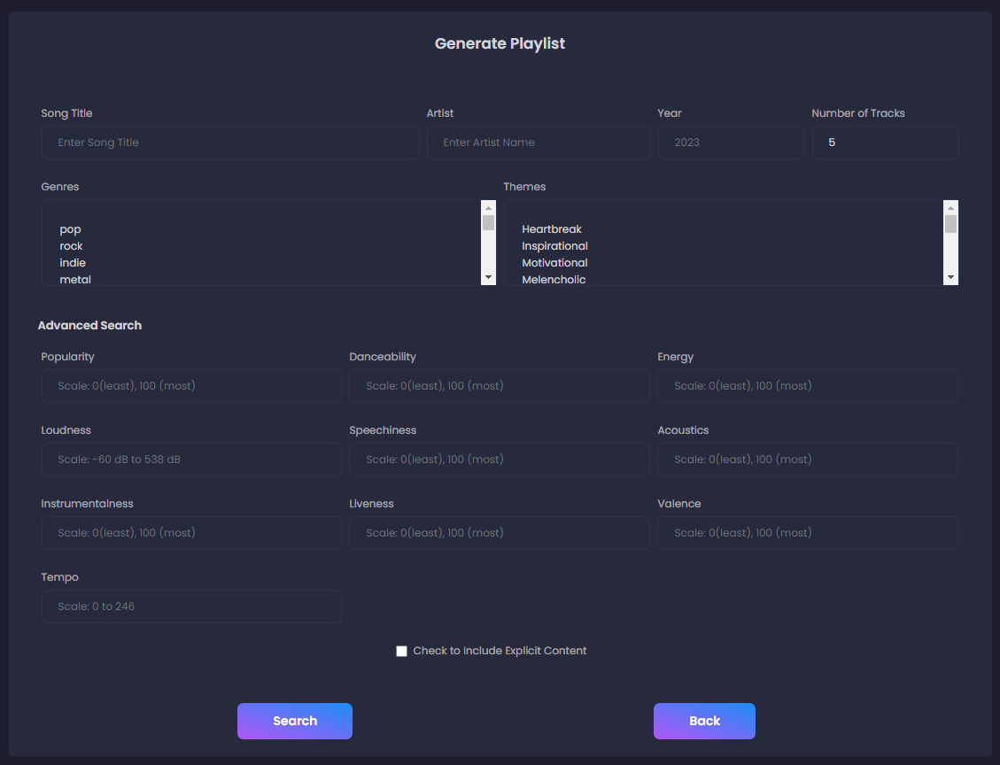 Generate Playlist
Song Title Artist Year Number of Tracks
Enter Song Title Enter Artist Name 2023 5
Genres Themes
pop Heartbreak
rock Inspirational
indie Motivational
metal Melencholic
Advanced Search
Popularity Danceability Energy
Scale: 0(least), 100 (most) Scale: 0(least), 100 (most) Scale: 0(least), 100 (most)
Loudness Speechiness Acoustics
Scale: -60 dB to 538 dB Scale: 0(least), 100 (most) Scale: 0(least), 100 (most)
Instrumentalness Liveness Valence
Scale: 0(least), 100 (most) Scale: 0(least), 100 (most) Scale: 0(least), 100 (most)
Tempo
Scale: 0 to 246
Check to Include Explicit Content
Search Back